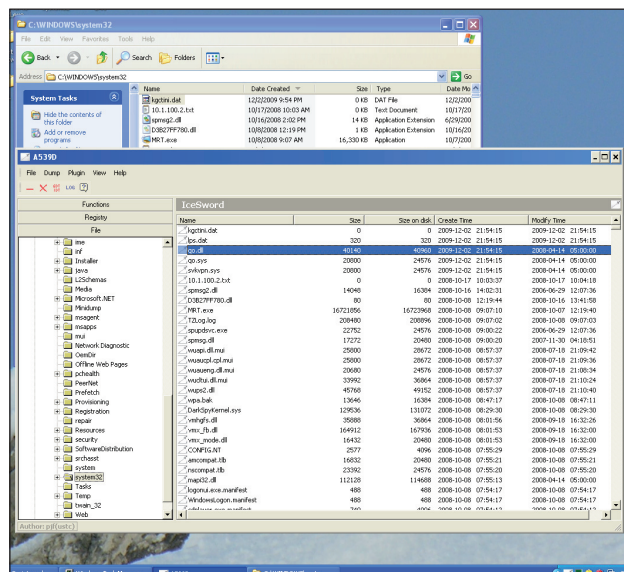 C:\WINDOWS\system32
File Edit View Favorites Tools Help
Back Search Folders
Address C:\WINDOWS\system32 Go
System Tasks
Hide the contents of this folder
Add or remove programs
Name Date Created Size Type Date Mo
kgctini.dat 12/2/2009 9:54 PM 0 KB DAT File 12/2/200
10.1.100.2.txt 10/17/2008 10:03 AM 0 KB Text Document 10/17/20
spmsg2.dll 10/16/2008 2:02 PM 14 KB Application Extension 6/29/200
D3B27FF780.dll 10/8/2008 12:19 PM 1 KB Application Extension 10/16/20
MRT.exe 10/8/2008 9:07 AM 16,330 KB Application 10/7/200
A539D
File Dump Plugin View Help
LOG
Functions
Registry
File
ime
inf
Installer
java
L2Schemas
Media
Microsoft.NET
Minidump
msagent
msapps
mui
Network Diagnostic
OemDir
Offline Web Pages
pchealth
PeerNet
Prefetch
Provisioning
Registration
repair
Resources
security
SoftwareDistribution
srchasst
system
system32
Tasks
Temp
twain_32
Web
IceSword
Name Size Size on disk Create Time Modify Time
kgctini.dat 0 0 2009-12-02 21:54:15 2009-12-02 21:54:15
lps.dat 320 320 2009-12-02 21:54:15 2009-12-02 21:54:15
qo.dll 40140 40960 2009-12-02 21:54:15 2008-04-14 05:00:00
qo.sys 20800 24576 2009-12-02 21:54:15 2008-04-14 05:00:00
svkvpn.sys 20800 24576 2009-12-02 21:54:15 2008-04-14 05:00:00
10.1.100.2.txt 0 0 2008-10-17 10:03:37 2008-10-17 10:04:18
spmsg2.dll 14048 16384 2008-10-16 14:02:31 2006-06-29 12:07:36
D3B27FF780.dll 80 80 2008-10-08 12:19:44 2008-10-16 13:41:58
MRT.exe 16721856 16723968 2008-10-08 09:07:10 2008-10-07 12:19:40
TZLog.log 208480 208896 2008-10-08 09:07:02 2008-10-08 09:07:03
spupdsvc.exe 22752 24576 2008-10-08 09:00:22 2006-06-29 12:07:36
spmsg.dll 17272 20480 2008-10-08 09:00:20 2007-11-30 04:18:51
wuapi.dll.mui 25800 28672 2008-10-08 08:57:37 2008-07-18 21:09:42
wuaucpl.cpl.mui 25800 28672 2008-10-08 08:57:37 2008-07-18 21:09:36
wuaueng.dll.mui 20680 24576 2008-10-08 08:57:37 2008-07-18 21:08:34
wucltui.dll.mui 33992 36864 2008-10-08 08:57:37 2008-07-18 21:10:24
wups2.dll 45768 49152 2008-10-08 08:57:37 2008-07-18 21:10:40
wpa.bak 13646 16384 2008-10-08 08:47:17 2008-10-08 08:47:11
DarkSpyKernel.sys 129536 131072 2008-10-08 08:29:30 2008-10-08 08:29:30
vmhgfs.dll 35888 36864 2008-10-08 08:01:56 2008-09-18 16:32:26
vmx_fb.dll 164912 167936 2008-10-08 08:01:53 2008-09-18 16:32:00
vmx_mode.dll 16432 20480 2008-10-08 08:01:53 2008-09-18 16:32:00
CONFIG.NT 2577 4096 2008-10-08 07:55:29 2008-10-08 07:55:29
amcompat.tlb 16832 20480 2008-10-08 07:55:21 2008-10-08 07:55:21
nscompat.tlb 23392 24576 2008-10-08 07:55:20 2008-10-08 07:55:20
mapi32.dll 112128 114688 2008-10-08 07:55:13 2008-04-14 05:00:00
logonui.exe.manifest 488 488 2008-10-08 07:54:17 2008-10-08 07:54:17
WindowsLogon.manifest 488 488 2008-10-08 07:54:17 2008-10-08 07:54:17
Author: pjf(ustc)